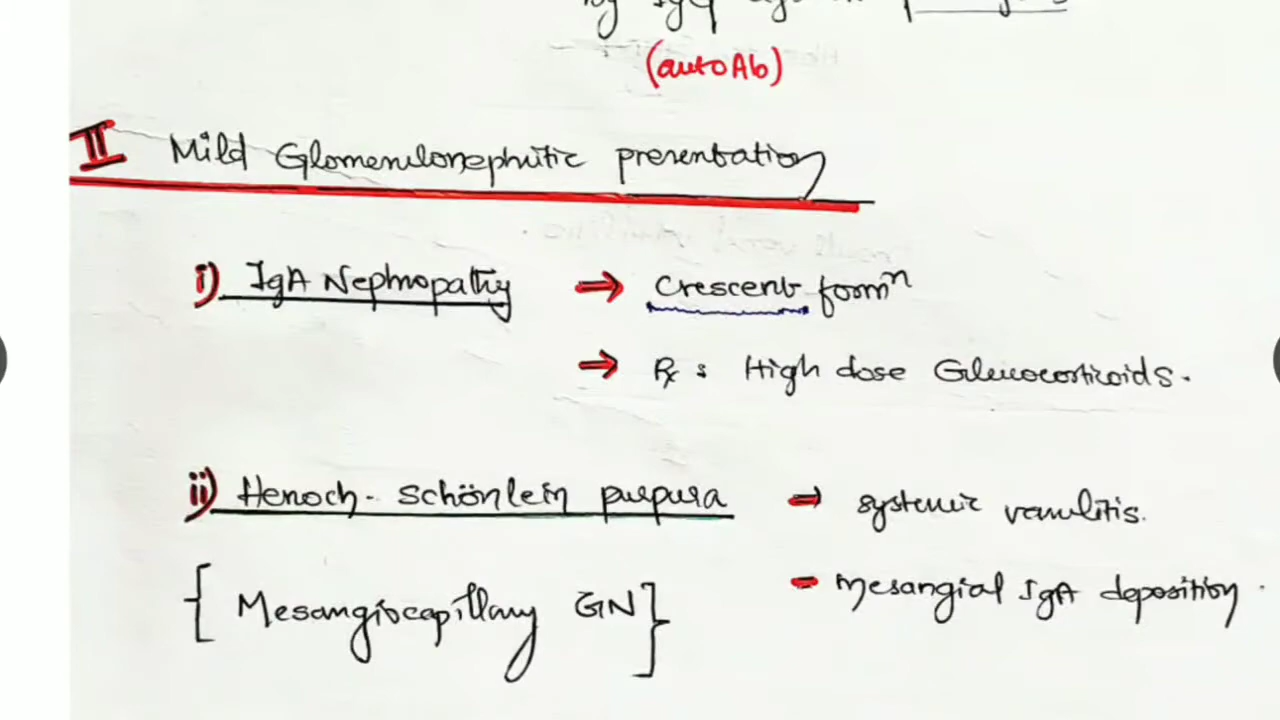 (autoAb)
II Mild Glomerulonephritic presentation
i) IgA Nephropathy → Crescent formⁿ
→ Rx : High dose Glucocorticoids.
ii) Henoch - schönlein purpura → systemic vasculitis.
- Mesangial IgA deposition.
{ Mesangiocapillary GN }